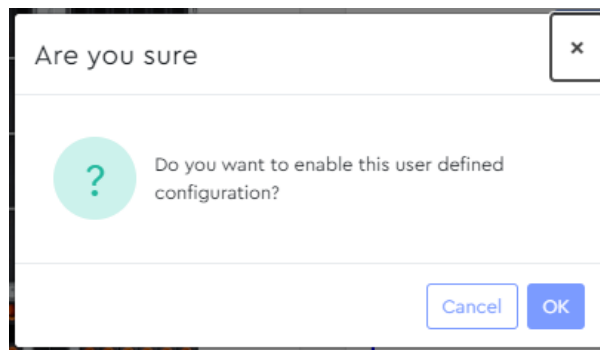 Are you sure
×
?
Do you want to enable this user defined
configuration?
Cancel
OK